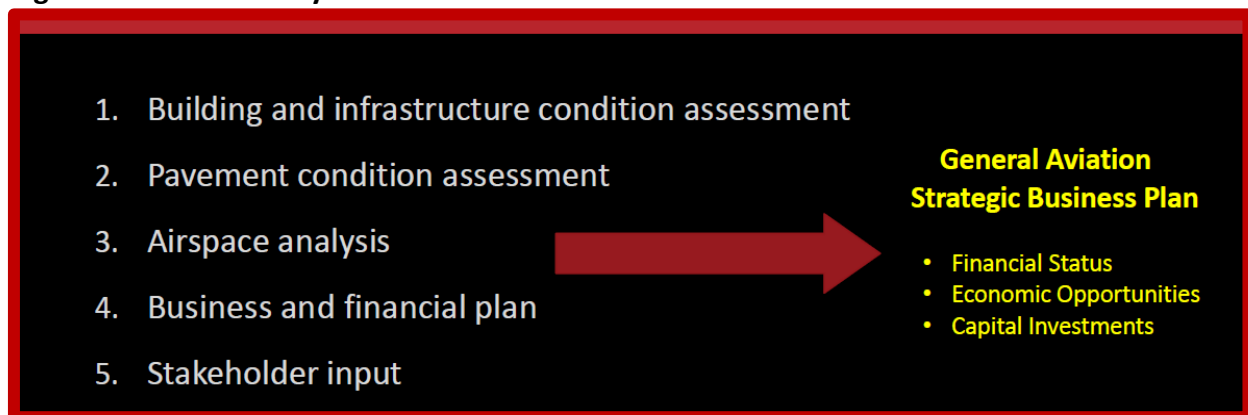 1. Building and infrastructure condition assessment
2. Pavement condition assessment
3. Airspace analysis
4. Business and financial plan
5. Stakeholder input
General Aviation
Strategic Business Plan
• Financial Status
• Economic Opportunities
• Capital Investments